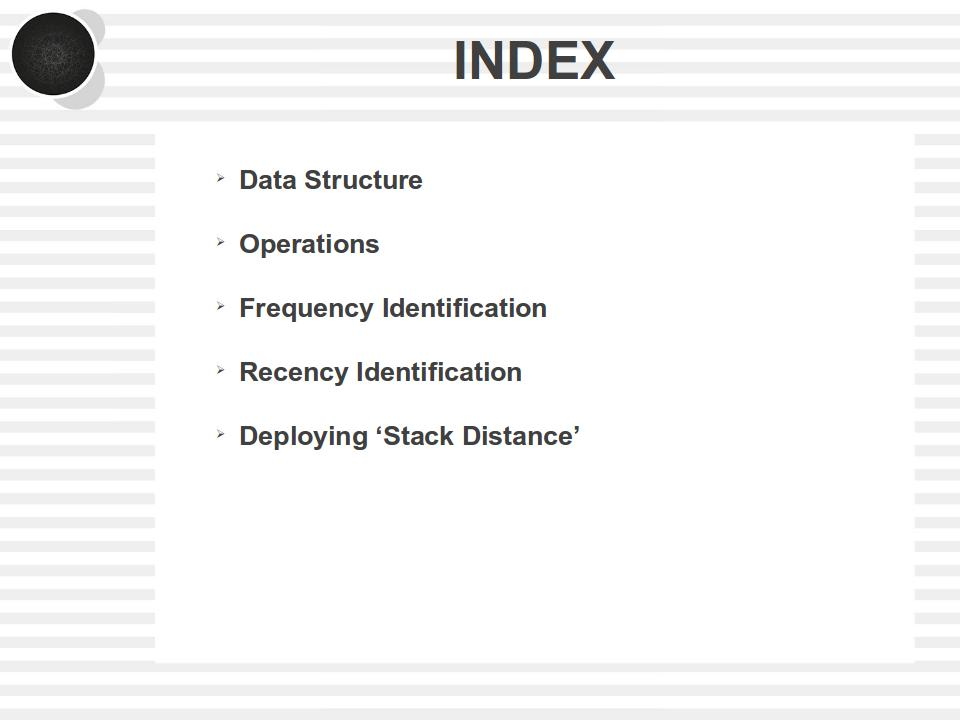 INDEX
➢ Data Structure
➢ Operations
➢ Frequency Identification
➢ Recency Identification
➢ Deploying ‘Stack Distance’